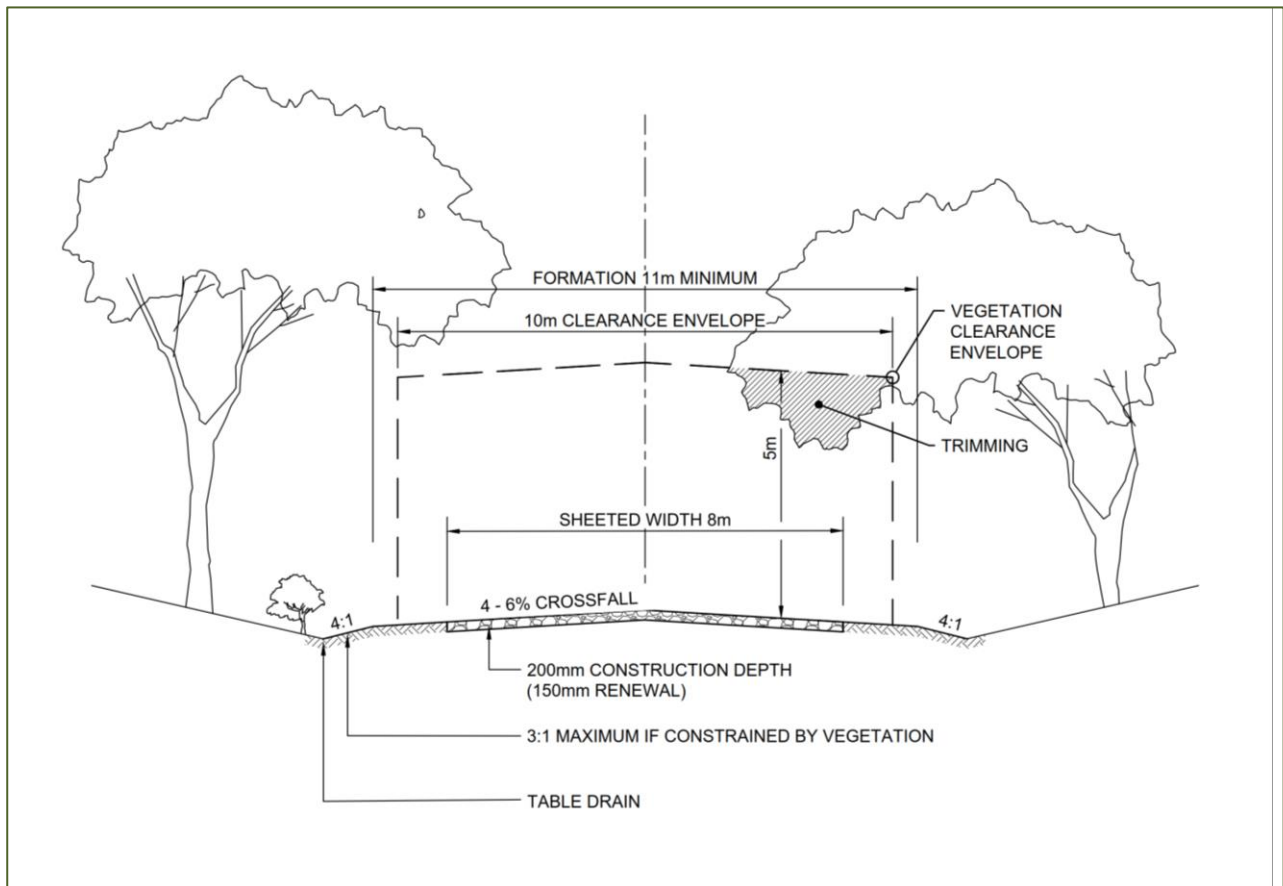 FORMATION 11m MINIMUM
10m CLEARANCE ENVELOPE
VEGETATION
CLEARANCE
ENVELOPE
TRIMMING
5m
SHEETED WIDTH 8m
4 - 6% CROSSFALL
4:1
4:1
200mm CONSTRUCTION DEPTH
(150mm RENEWAL)
3:1 MAXIMUM IF CONSTRAINED BY VEGETATION
TABLE DRAIN